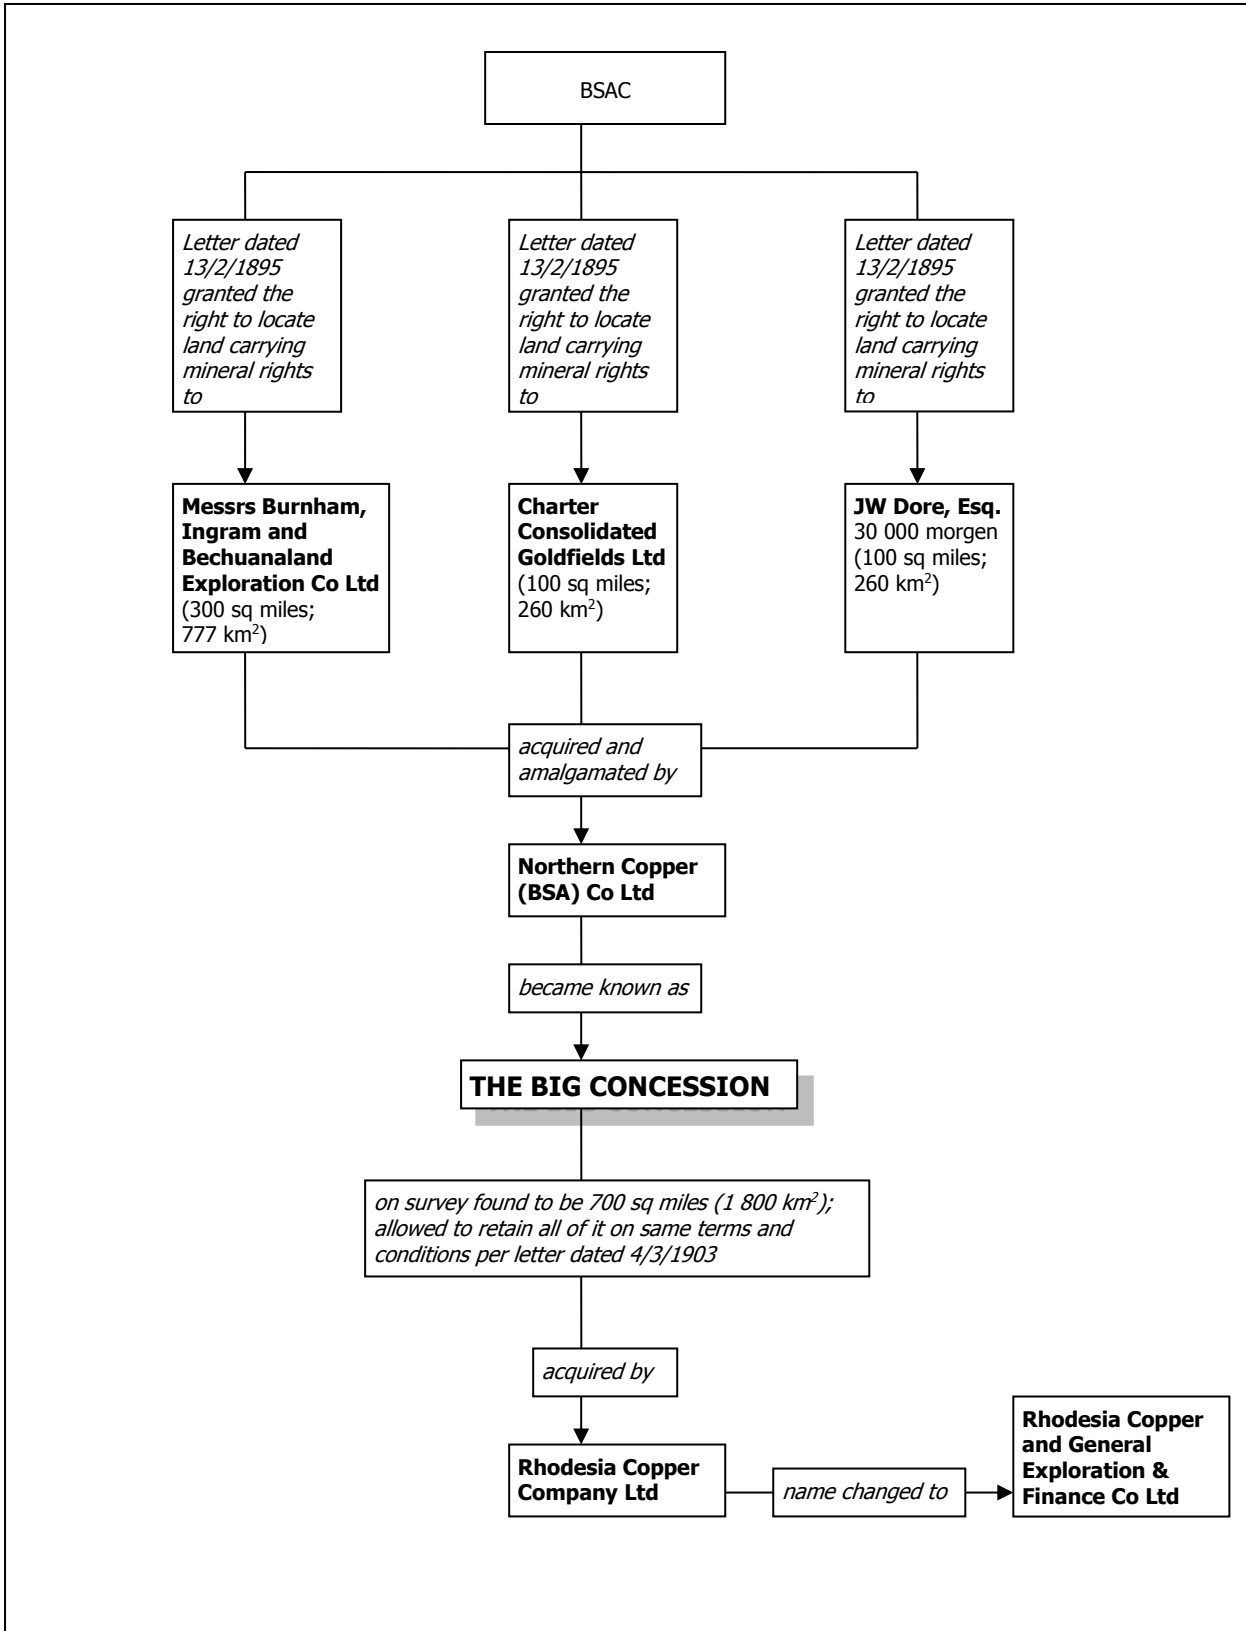 BSAC
Letter dated
13/2/1895
granted the
right to locate
land carrying
mineral rights
to
Letter dated
13/2/1895
granted the
right to locate
land carrying
mineral rights
to
Letter dated
13/2/1895
granted the
right to locate
land carrying
mineral rights
to
Messrs Burnham,
Ingram and
Bechuanaland
Exploration Co Ltd
(300 sq miles;
777 km²)
Charter
Consolidated
Goldfields Ltd
(100 sq miles;
260 km²)
JW Dore, Esq.
30 000 morgen
(100 sq miles;
260 km²)
acquired and
amalgamated by
Northern Copper
(BSA) Co Ltd
became known as
THE BIG CONCESSION
on survey found to be 700 sq miles (1 800 km²);
allowed to retain all of it on same terms and
conditions per letter dated 4/3/1903
acquired by
Rhodesia Copper
Company Ltd
name changed to
Rhodesia Copper
and General
Exploration &
Finance Co Ltd